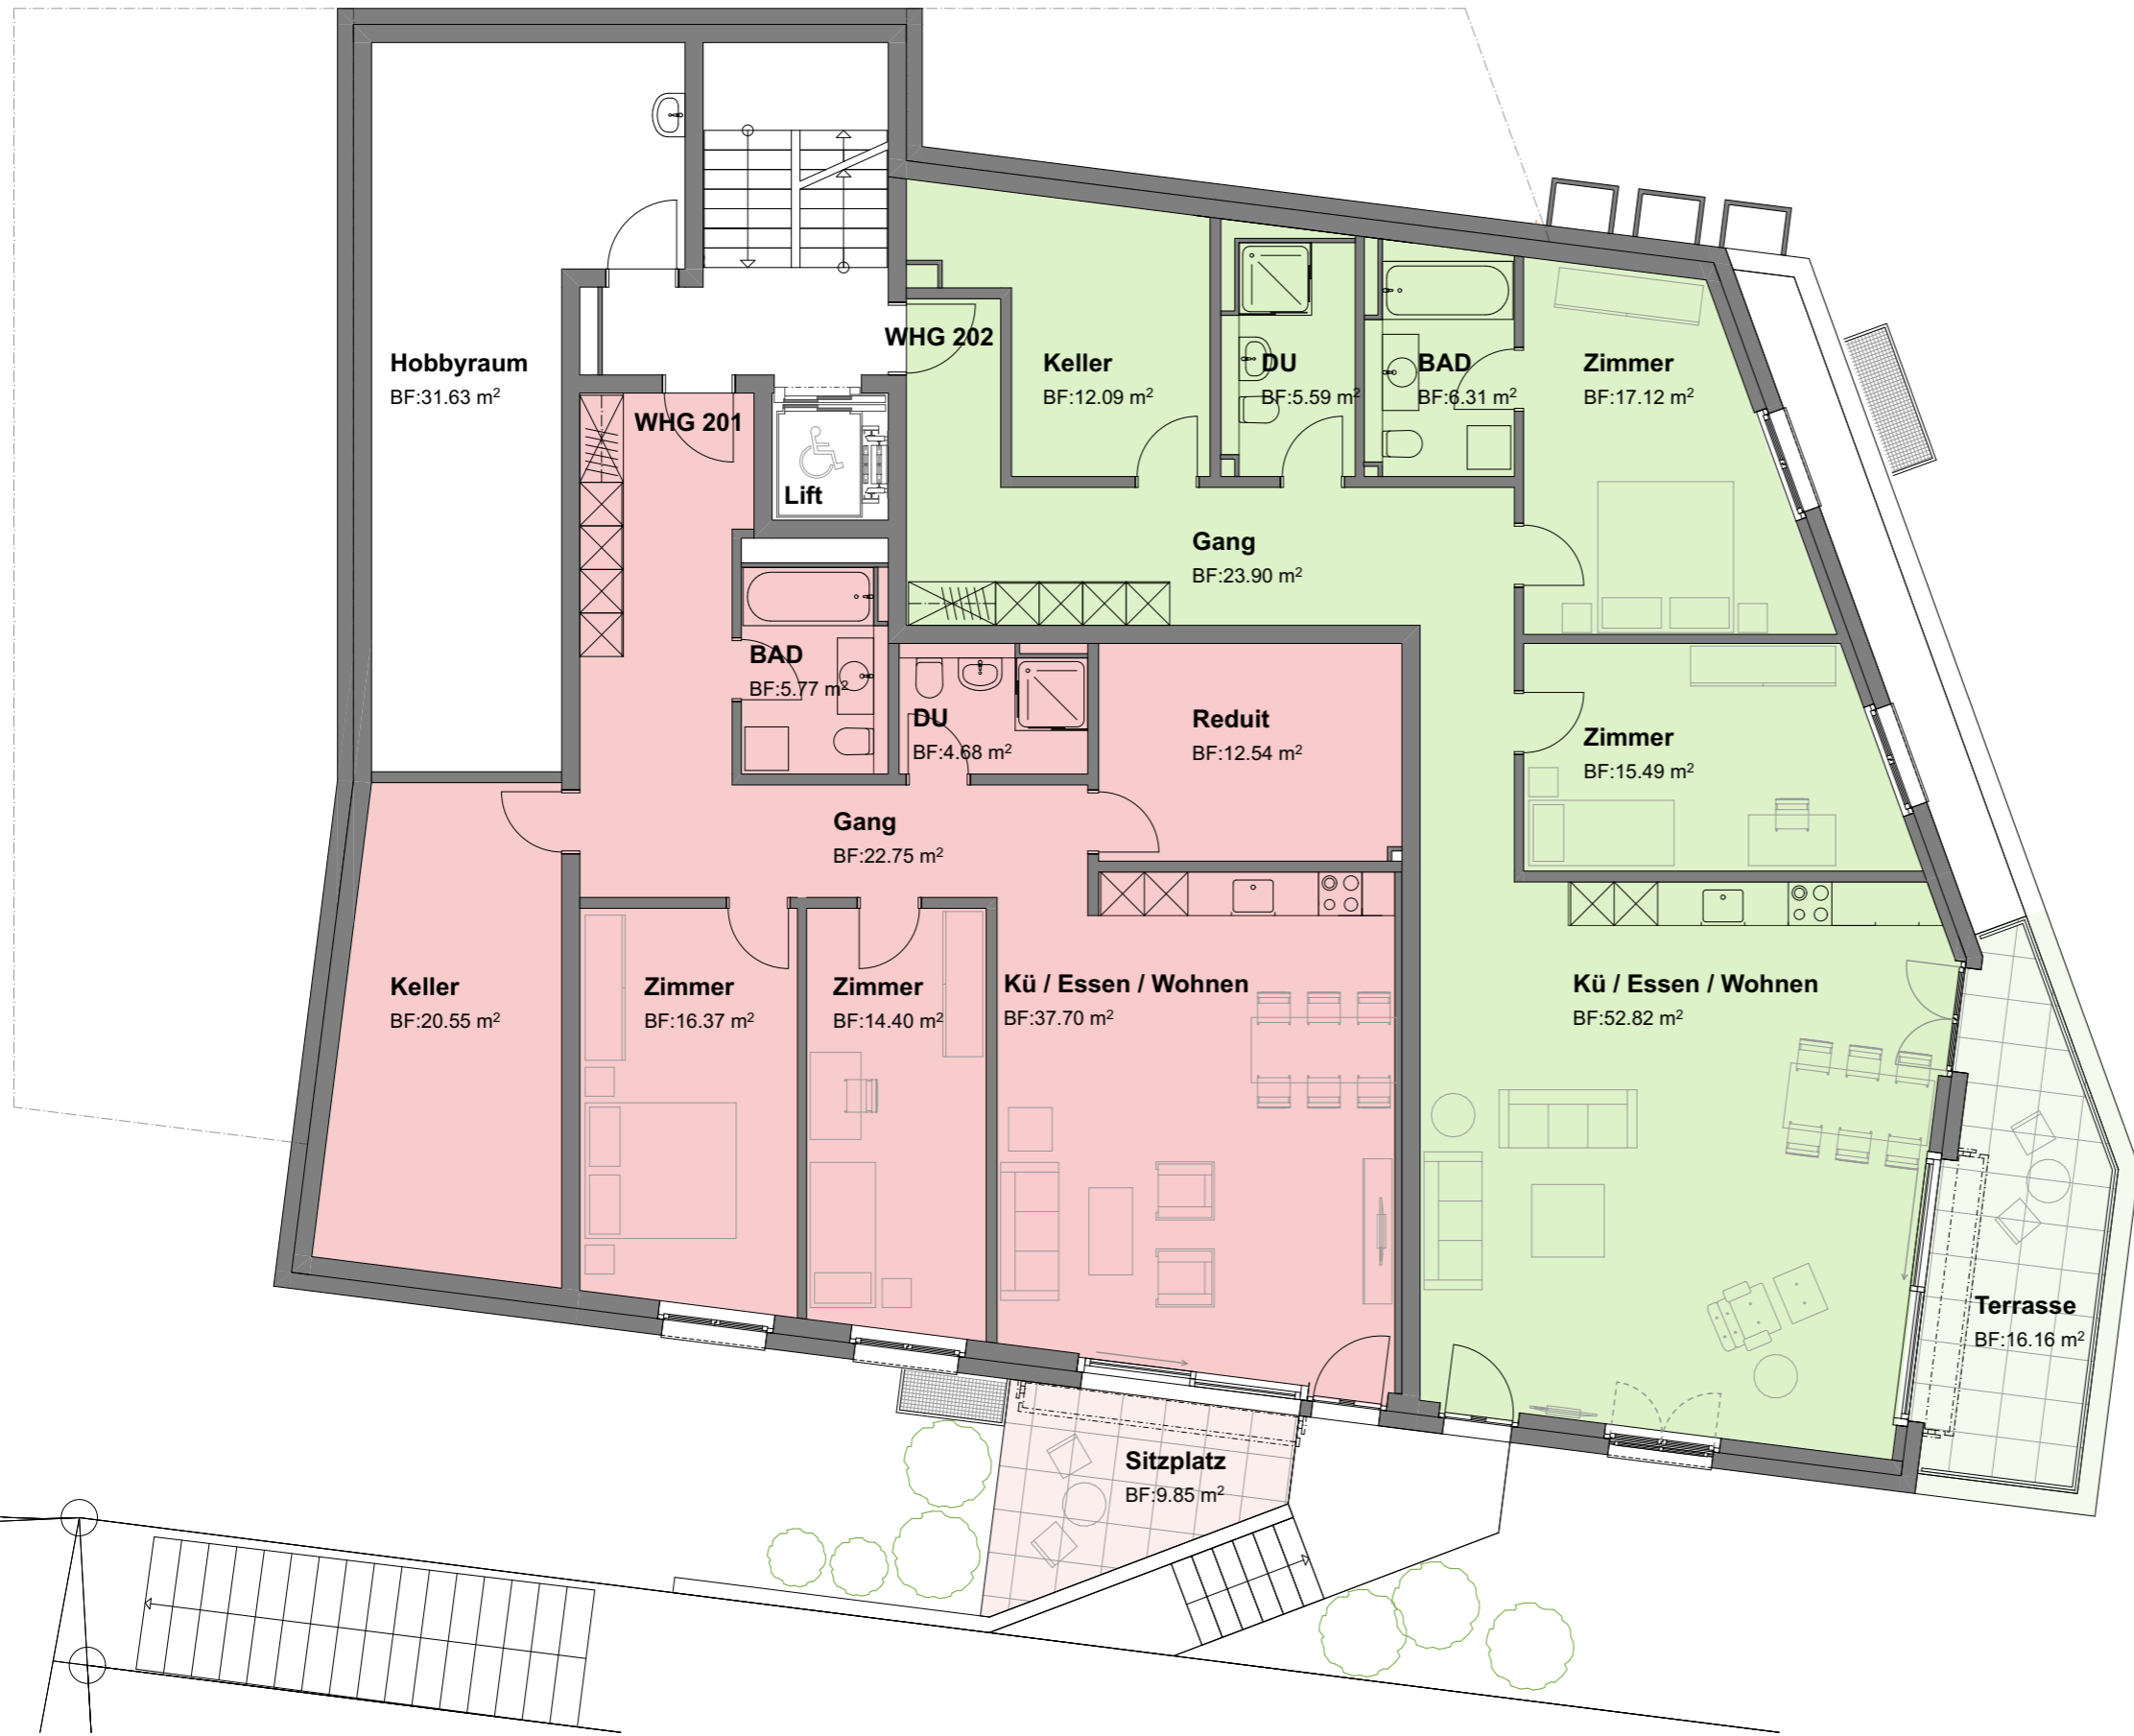 Hobbyraum
BF:31.63 m²
WHG 202
Keller
BF:12.09 m²
DU
BF:5.59 m²
BAD
BF:6.31 m²
Zimmer
BF:17.12 m²
WHG 201
Lift
Gang
BF:23.90 m²
BAD
BF:5.77 m²
DU
BF:4.68 m²
Reduit
BF:12.54 m²
Zimmer
BF:15.49 m²
Gang
BF:22.75 m²
Keller
BF:20.55 m²
Zimmer
BF:16.37 m²
Zimmer
BF:14.40 m²
Kü / Essen / Wohnen
BF:37.70 m²
Kü / Essen / Wohnen
BF:52.82 m²
Terrasse
BF:16.16 m²
Sitzplatz
BF:9.85 m²